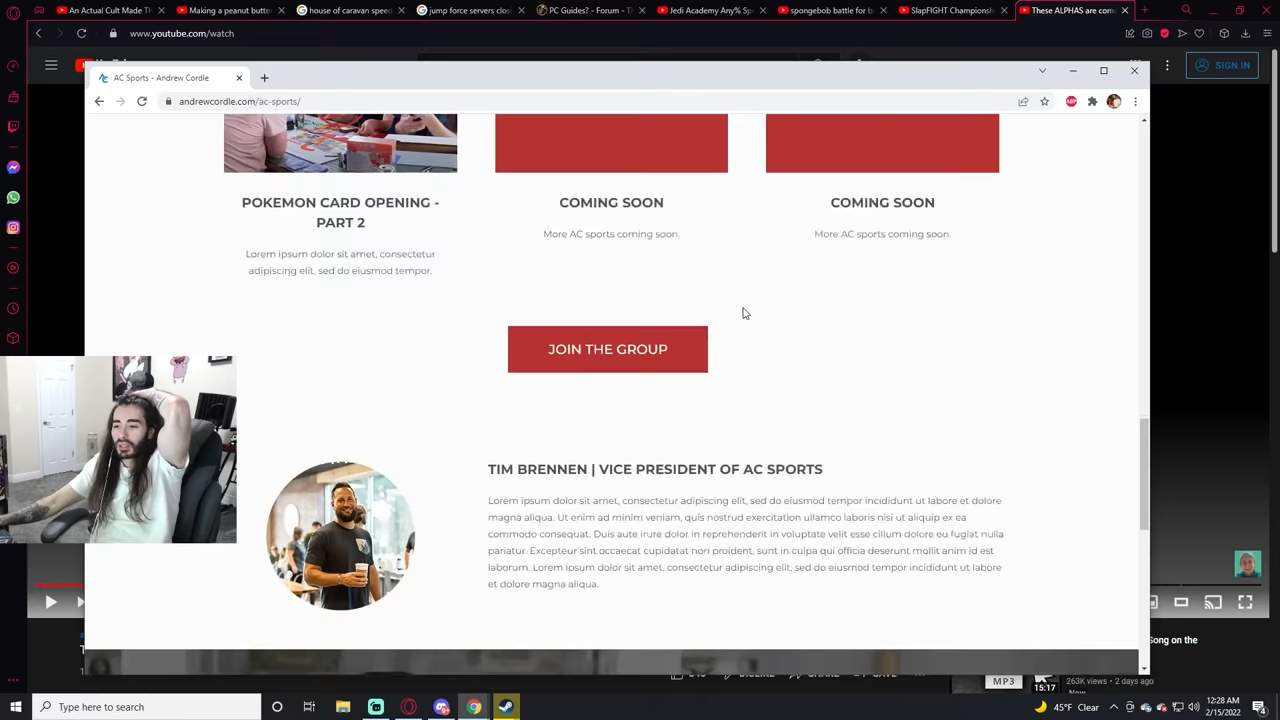 An Actual Cult Made Th
Making a peanut butte
house of caravan speed
jump force servers clos
PC Guides? - Forum - T
Jedi Academy Any% Sp
spongebob battle for b
SlapFIGHT Championsh
These ALPHAS are com
www.youtube.com/watch
SIGN IN
AC Sports - Andrew Cordle
andrewcordle.com/ac-sports/
ABP
POKEMON CARD OPENING -
PART 2
Lorem ipsum dolor sit amet, consectetur
adipiscing elit, sed do eiusmod tempor.
COMING SOON
More AC sports coming soon.
COMING SOON
More AC sports coming soon.
JOIN THE GROUP
TIM BRENNEN | VICE PRESIDENT OF AC SPORTS
Lorem ipsum dolor sit amet, consectetur adipiscing elit, sed do eiusmod tempor incididunt ut labore et dolore
magna aliqua. Ut enim ad minim veniam, quis nostrud exercitation ullamco laboris nisi ut aliquip ex ea
commodo consequat. Duis aute irure dolor in reprehenderit in voluptate velit esse cillum dolore eu fugiat nulla
pariatur. Excepteur sint occaecat cupidatat non proident, sunt in culpa qui officia deserunt mollit anim id est
laborum. Lorem ipsum dolor sit amet, consectetur adipiscing elit, sed do eiusmod tempor incididunt ut labore
et dolore magna aliqua.
Song on the
MP3
15:17
263K views • 2 days ago
Type here to search
45°F Clear
12:28 AM
2/15/2022
4